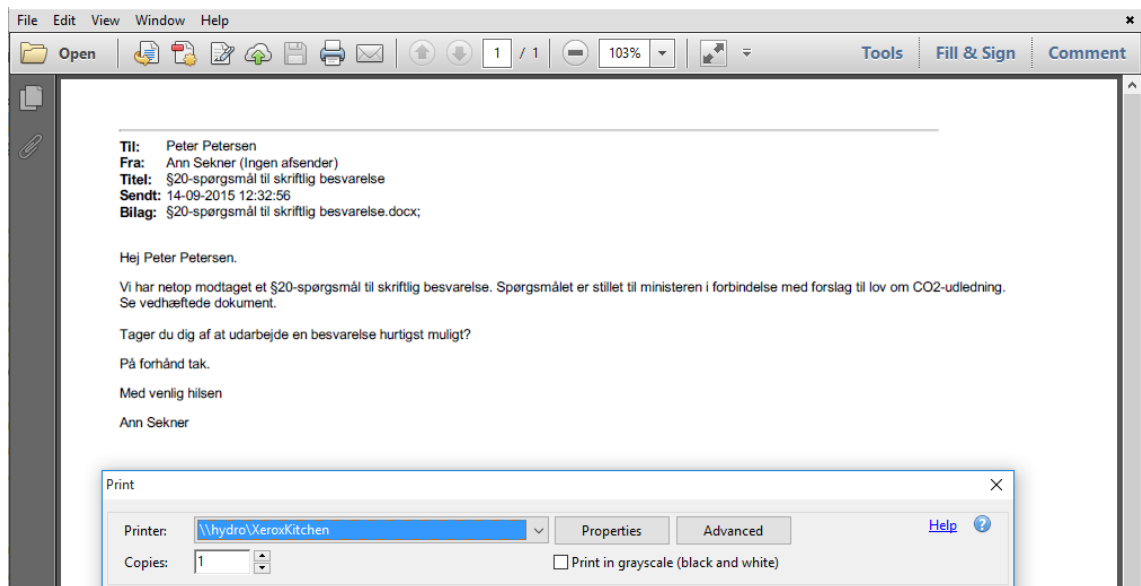 File Edit View Window Help
Open 1 / 1 103% Tools Fill & Sign Comment
Til: Peter Petersen
Fra: Ann Sekner (Ingen afsender)
Titel: §20-spørgsmål til skriftlig besvarelse
Sendt: 14-09-2015 12:32:56
Bilag: §20-spørgsmål til skriftlig besvarelse.docx;
Hej Peter Petersen.
Vi har netop modtaget et §20-spørgsmål til skriftlig besvarelse. Spørgsmålet er stillet til ministeren i forbindelse med forslag til lov om CO2-udledning.
Se vedhæftede dokument.
Tager du dig af at udarbejde en besvarelse hurtigst muligt?
På forhånd tak.
Med venlig hilsen
Ann Sekner
Print
Printer: \\hydro\XeroxKitchen Properties Advanced Help
Copies: 1 Print in grayscale (black and white)